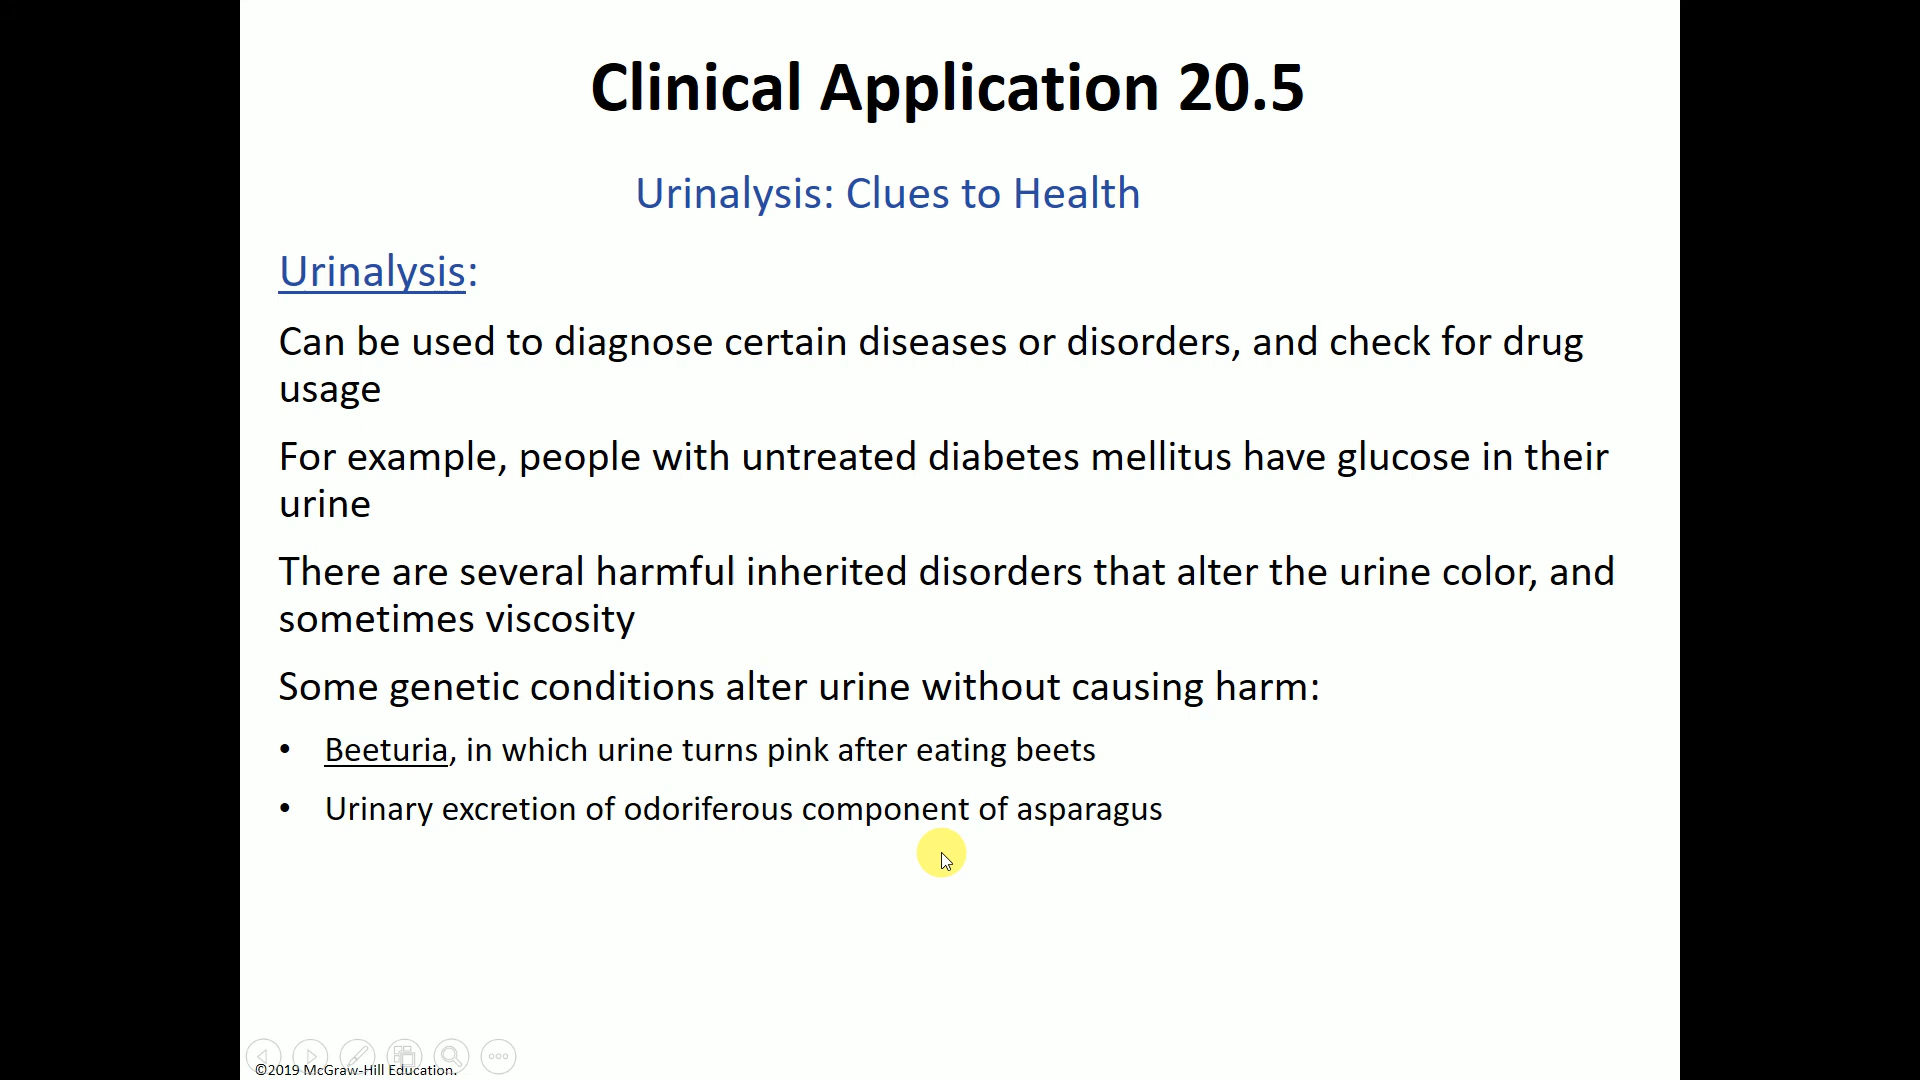 Clinical Application 20.5
Urinalysis: Clues to Health
Urinalysis:
Can be used to diagnose certain diseases or disorders, and check for drug
usage
For example, people with untreated diabetes mellitus have glucose in their
urine
There are several harmful inherited disorders that alter the urine color, and
sometimes viscosity
Some genetic conditions alter urine without causing harm:
• Beeturia, in which urine turns pink after eating beets
• Urinary excretion of odoriferous component of asparagus
©2019 McGraw-Hill Education.